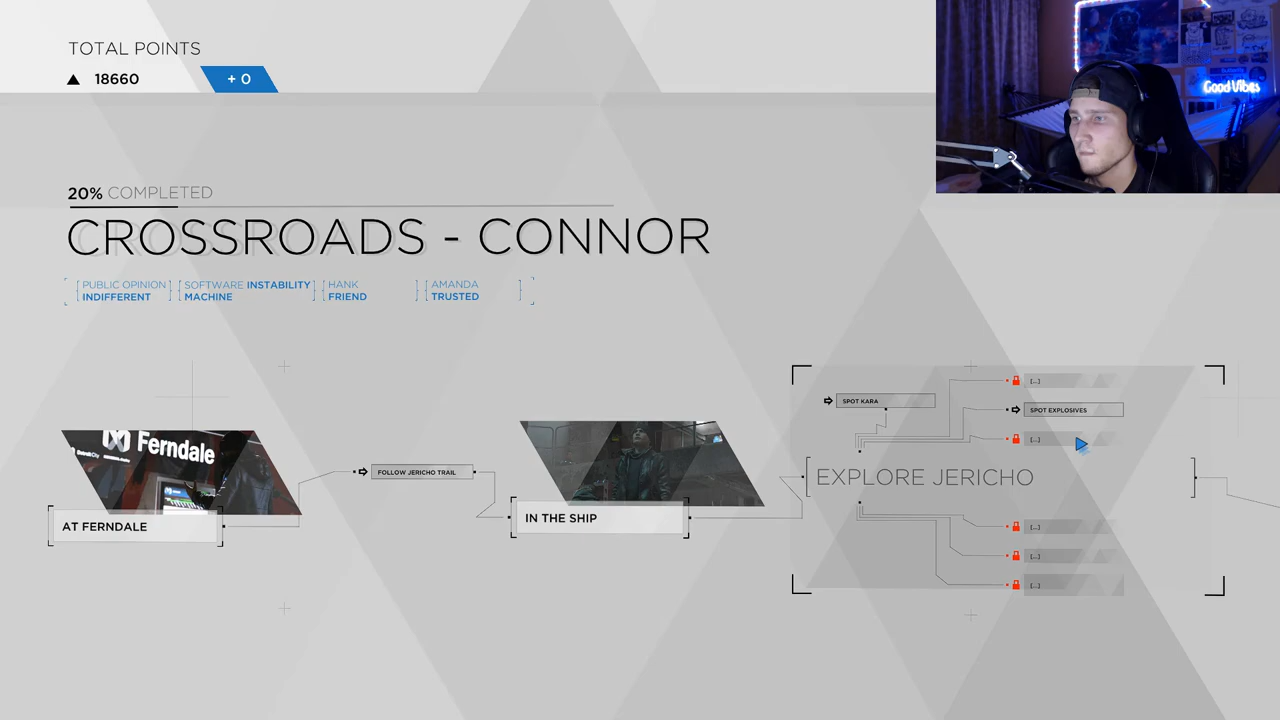 TOTAL POINTS
18660
+ 0
Good Vibes
20% COMPLETED
CROSSROADS - CONNOR
PUBLIC OPINION
INDIFFERENT
SOFTWARE INSTABILITY
MACHINE
HANK
FRIEND
AMANDA
TRUSTED
Ferndale
AT FERNDALE
FOLLOW JERICHO TRAIL
IN THE SHIP
SPOT KARA
[...]
SPOT EXPLOSIVES
[...]
EXPLORE JERICHO
[...]
[...]
[...]